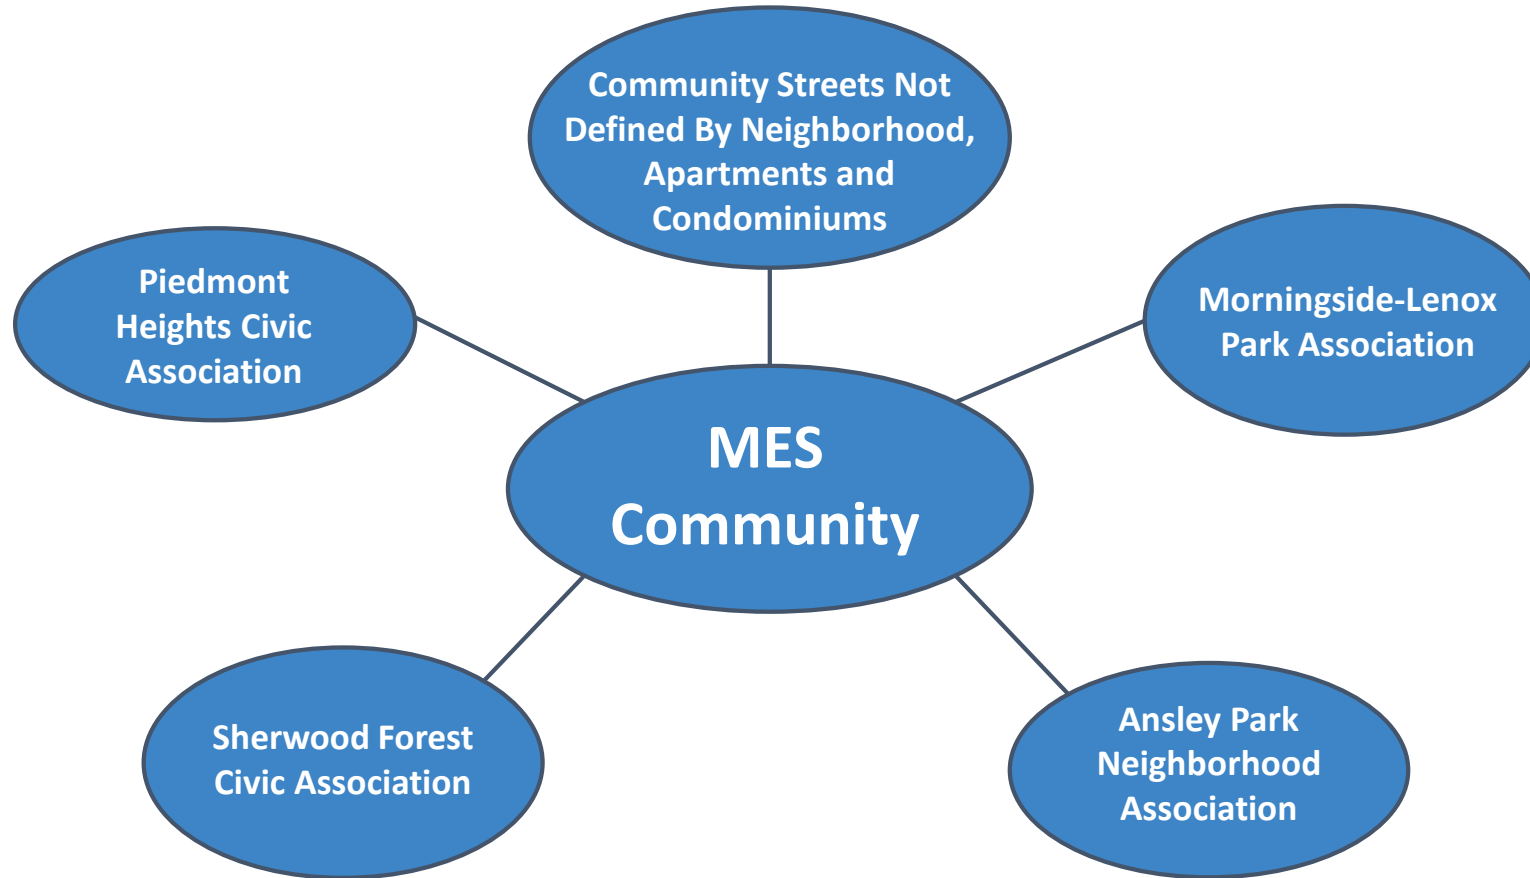 Community Streets Not
Defined By Neighborhood,
Apartments and
Condominiums
Piedmont
Heights Civic
Association
Morningside-Lenox
Park Association
MES
Community
Sherwood Forest
Civic Association
Ansley Park
Neighborhood
Association